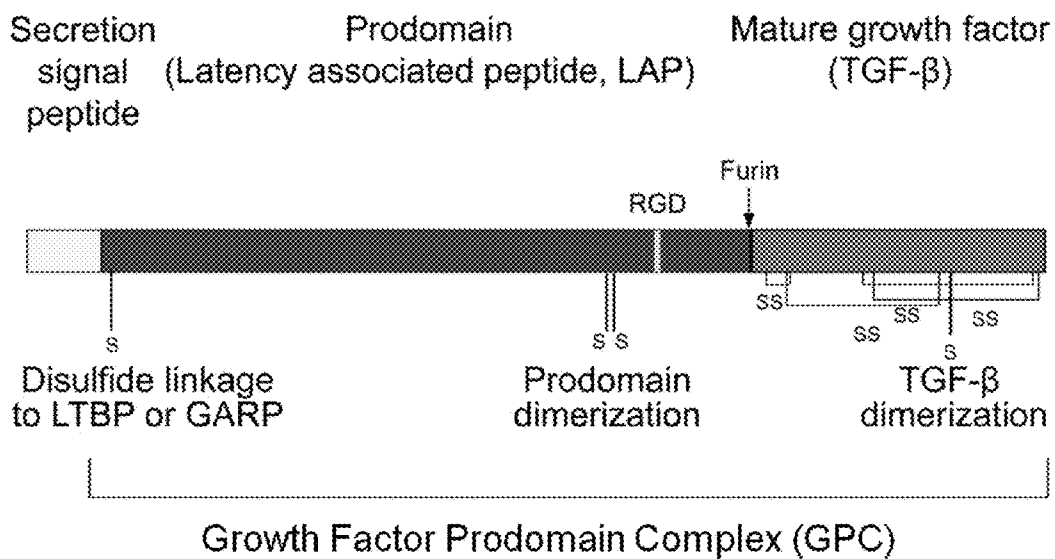 Secretion
signal
peptide
Prodomain
(Latency associated peptide, LAP)
Mature growth factor
(TGF-β)
Furin
RGD
SS
SS
SS
SS
S
S S
S
Disulfide linkage
to LTBP or GARP
Prodomain
dimerization
TGF-β
dimerization
Growth Factor Prodomain Complex (GPC)